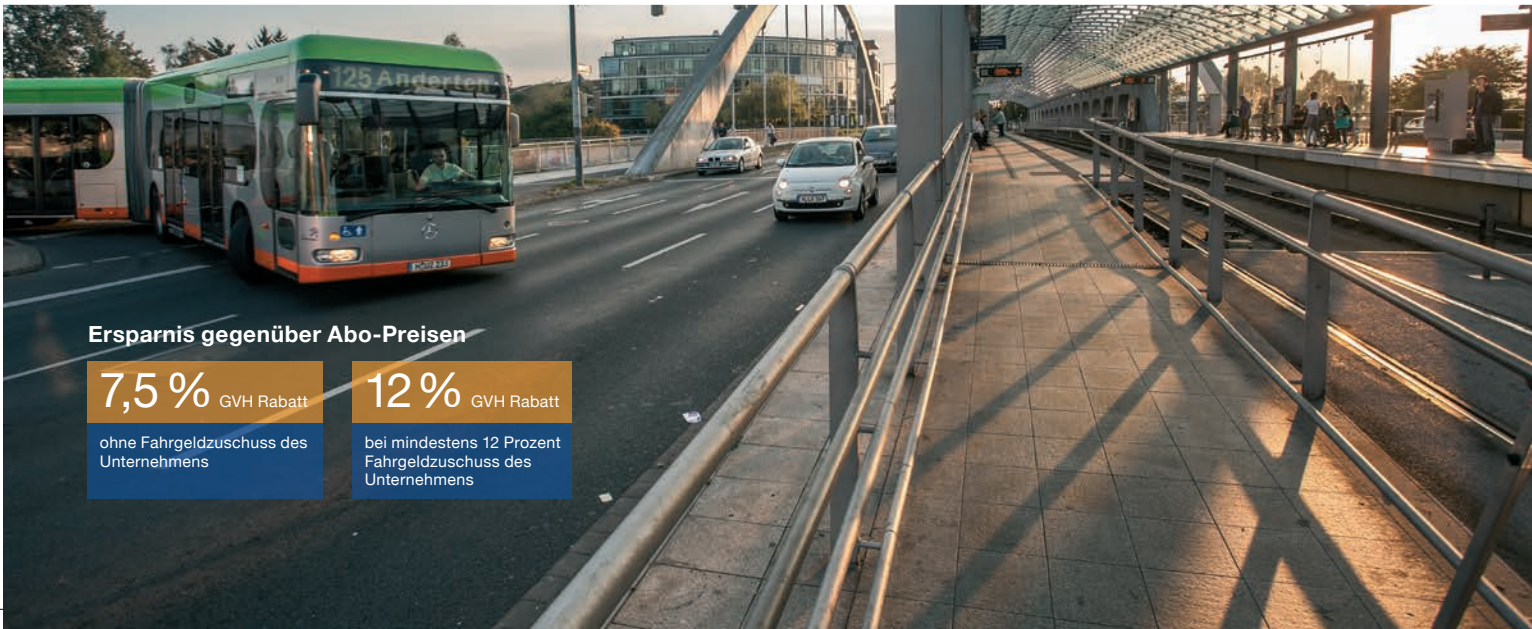 125 Anderten
Ersparnis gegenüber Abo-Preisen
7,5 % GVH Rabatt
ohne Fahrgeldzuschuss des
Unternehmens
12 % GVH Rabatt
bei mindestens 12 Prozent
Fahrgeldzuschuss des
Unternehmens